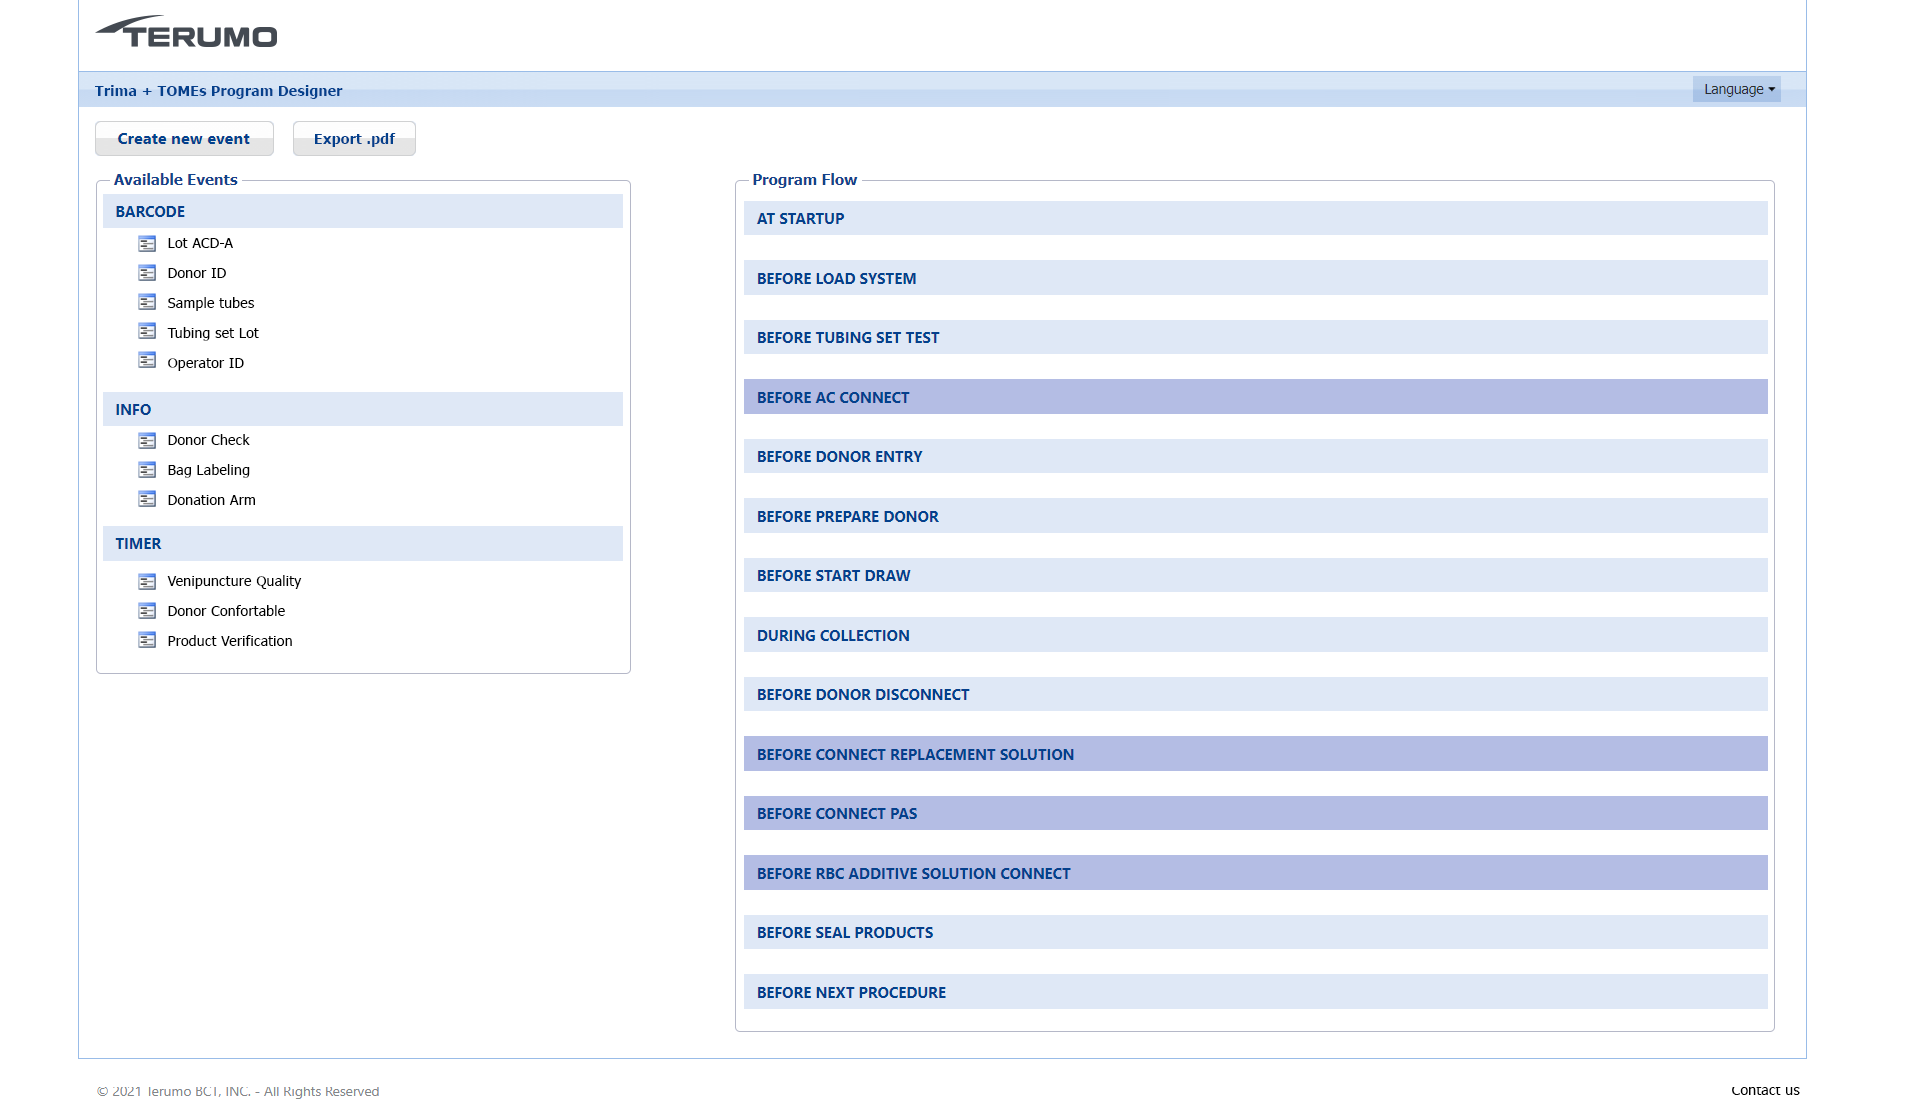 TERUMO
Trima + TOMEs Program Designer
Language
Create new event
Export .pdf
Available Events
BARCODE
Lot ACD-A
Donor ID
Sample tubes
Tubing set Lot
Operator ID
INFO
Donor Check
Bag Labeling
Donation Arm
TIMER
Venipuncture Quality
Donor Confortable
Product Verification
Program Flow
AT STARTUP
BEFORE LOAD SYSTEM
BEFORE TUBING SET TEST
BEFORE AC CONNECT
BEFORE DONOR ENTRY
BEFORE PREPARE DONOR
BEFORE START DRAW
DURING COLLECTION
BEFORE DONOR DISCONNECT
BEFORE CONNECT REPLACEMENT SOLUTION
BEFORE CONNECT PAS
BEFORE RBC ADDITIVE SOLUTION CONNECT
BEFORE SEAL PRODUCTS
BEFORE NEXT PROCEDURE
© 2021 Terumo BCT, INC. - All Rights Reserved
Contact us